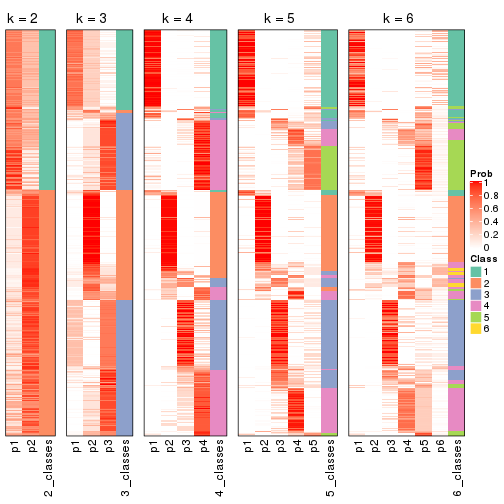 k = 2
k = 3
k = 4
k = 5
k = 6
p1
p2
2_classes
p1
p2
p3
3_classes
p1
p2
p3
p4
4_classes
p1
p2
p3
p4
p5
5_classes
p1
p2
p3
p4
p5
p6
6_classes
Prob
1
0.8
0.6
0.4
0.2
0
Class
1
2
3
4
5
6